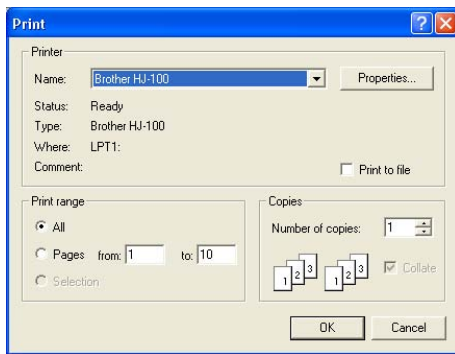 Print
Printer
Name: Brother HJ-100 Properties...
Status: Ready
Type: Brother HJ-100
Where: LPT1:
Comment: Print to file
Print range
All
Pages from: 1 to: 10
Selection
Copies
Number of copies: 1
1 2 3 1 2 3 Collate
OK Cancel